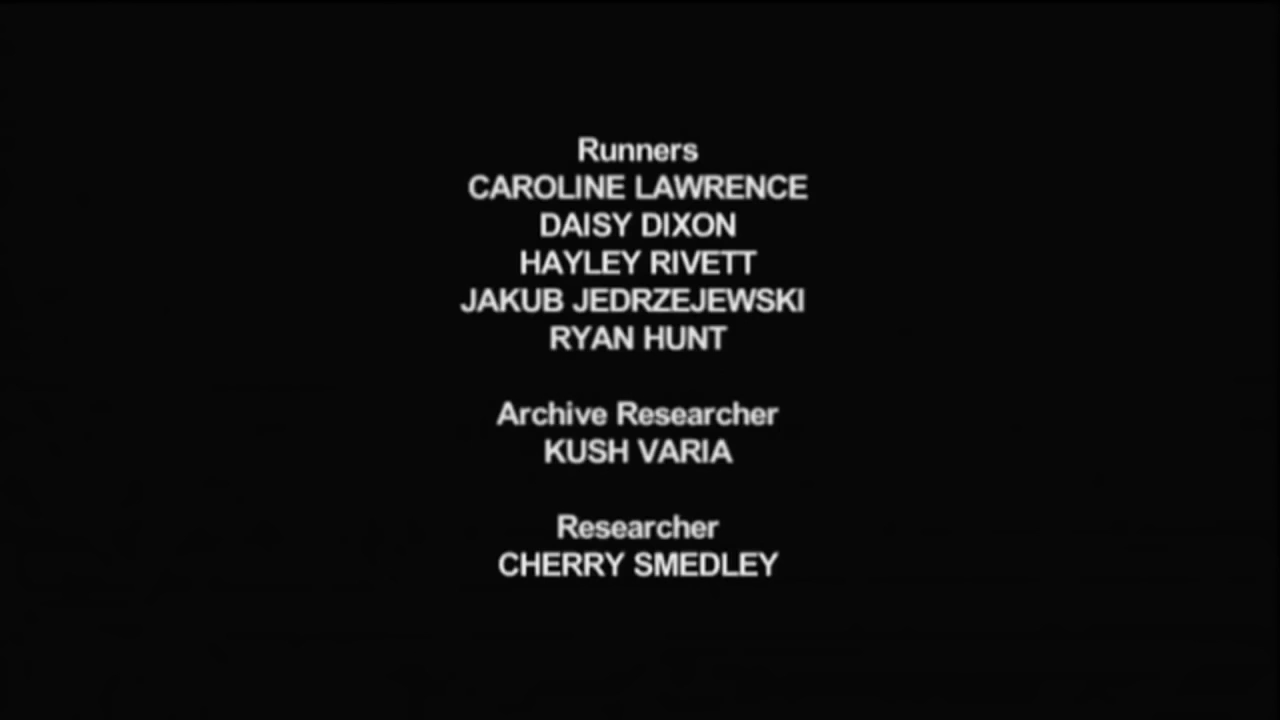 Runners
CAROLINE LAWRENCE
DAISY DIXON
HAYLEY RIVETT
JAKUB JEDRZEJEWSKI
RYAN HUNT
Archive Researcher
KUSH VARIA
Researcher
CHERRY SMEDLEY